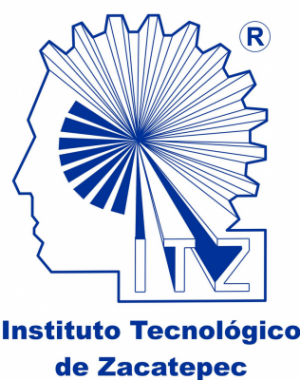 ®
ITZ
Instituto Tecnológico
de Zacatepec